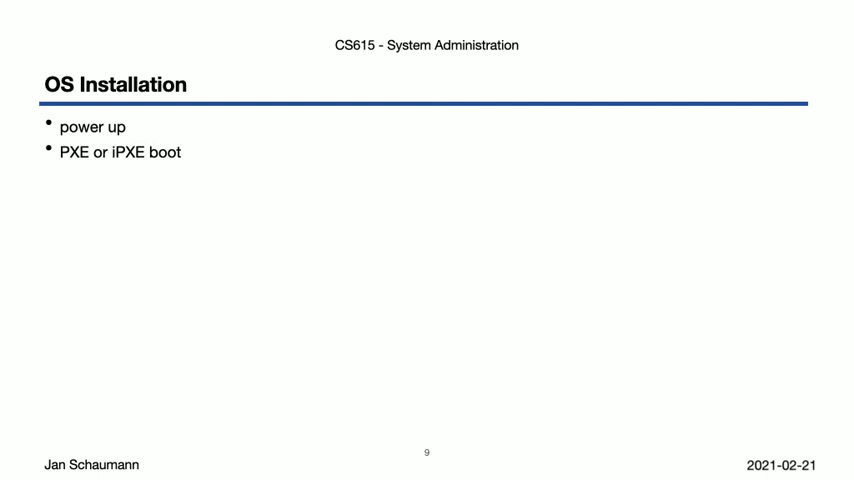 CS615 - System Administration
OS Installation
• power up
• PXE or iPXE boot
9
Jan Schaumann
2021-02-21